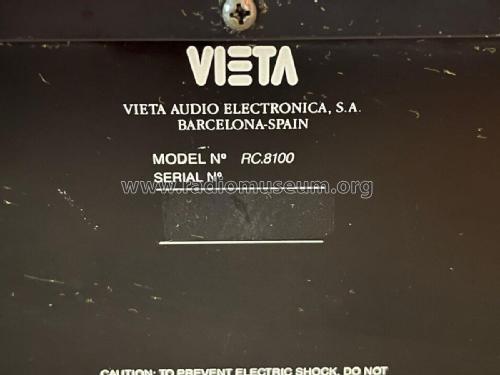 VIETA
VIETA AUDIO ELECTRONICA, S.A.
BARCELONA-SPAIN
MODEL Nº RC.8100
SERIAL Nº
www.radiomuseum.org
CAUTION: TO PREVENT ELECTRIC SHOCK, DO NOT